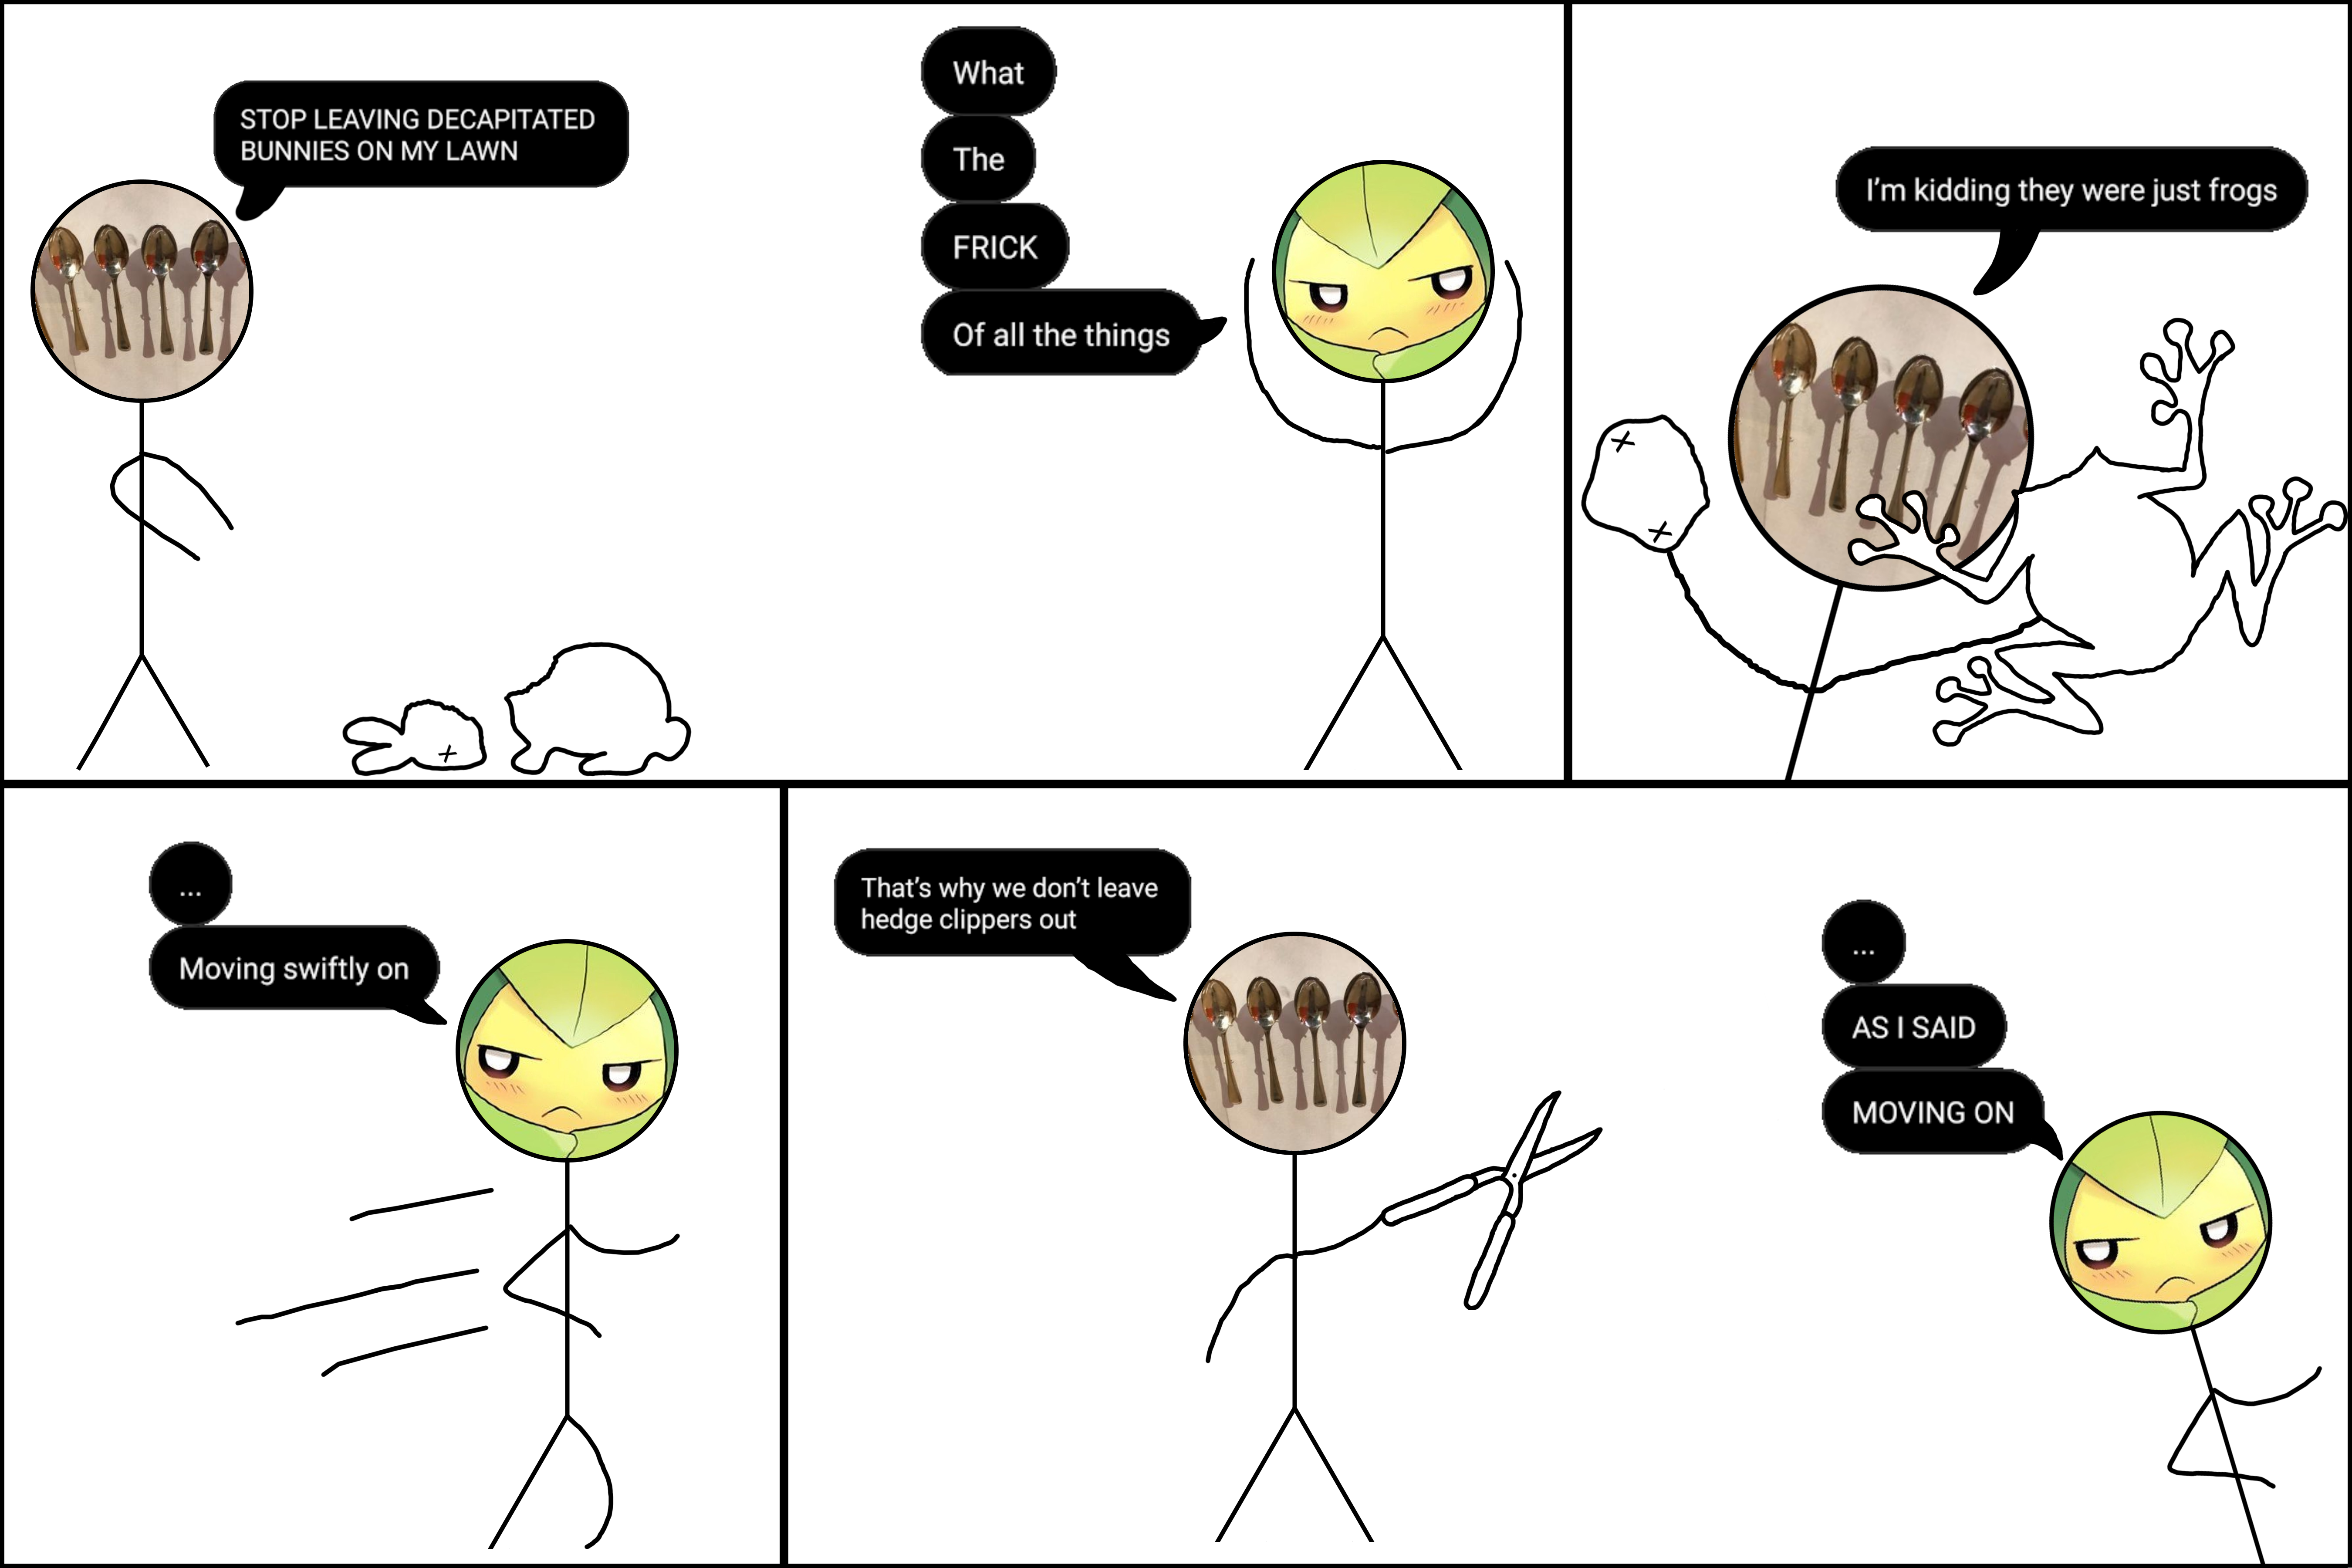 STOP LEAVING DECAPITATED
BUNNIES ON MY LAWN
What
The
FRICK
Of all the things
I'm kidding they were just frogs
...
Moving swiftly on
That's why we don't leave
hedge clippers out
...
AS I SAID
MOVING ON